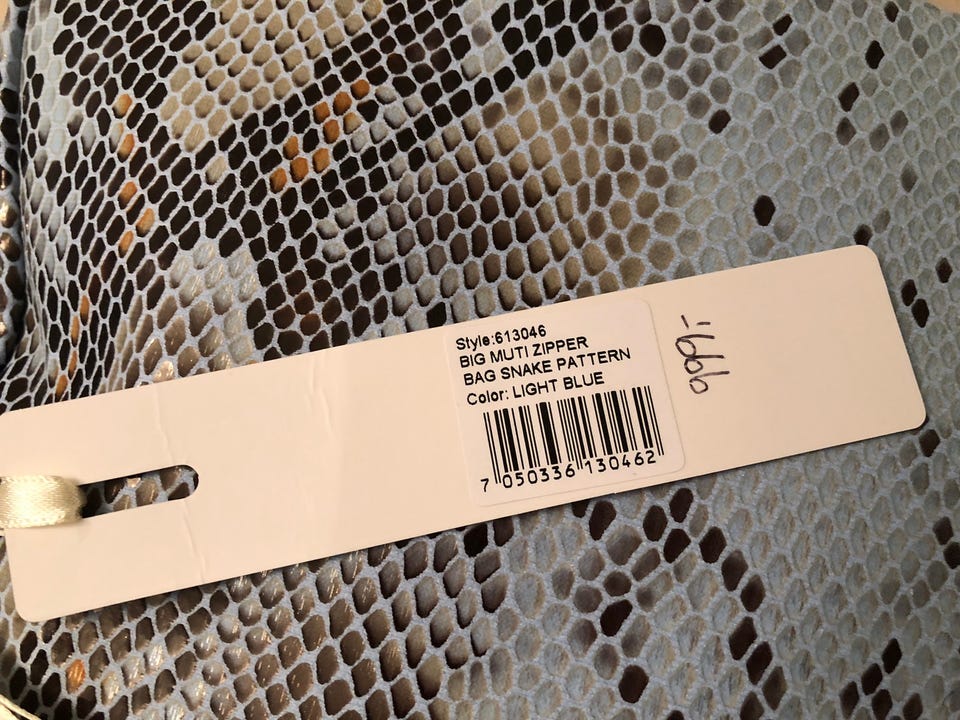 Style:613046
BIG MUTI ZIPPER
BAG SNAKE PATTERN
Color: LIGHT BLUE
7 050336 130462
999,-